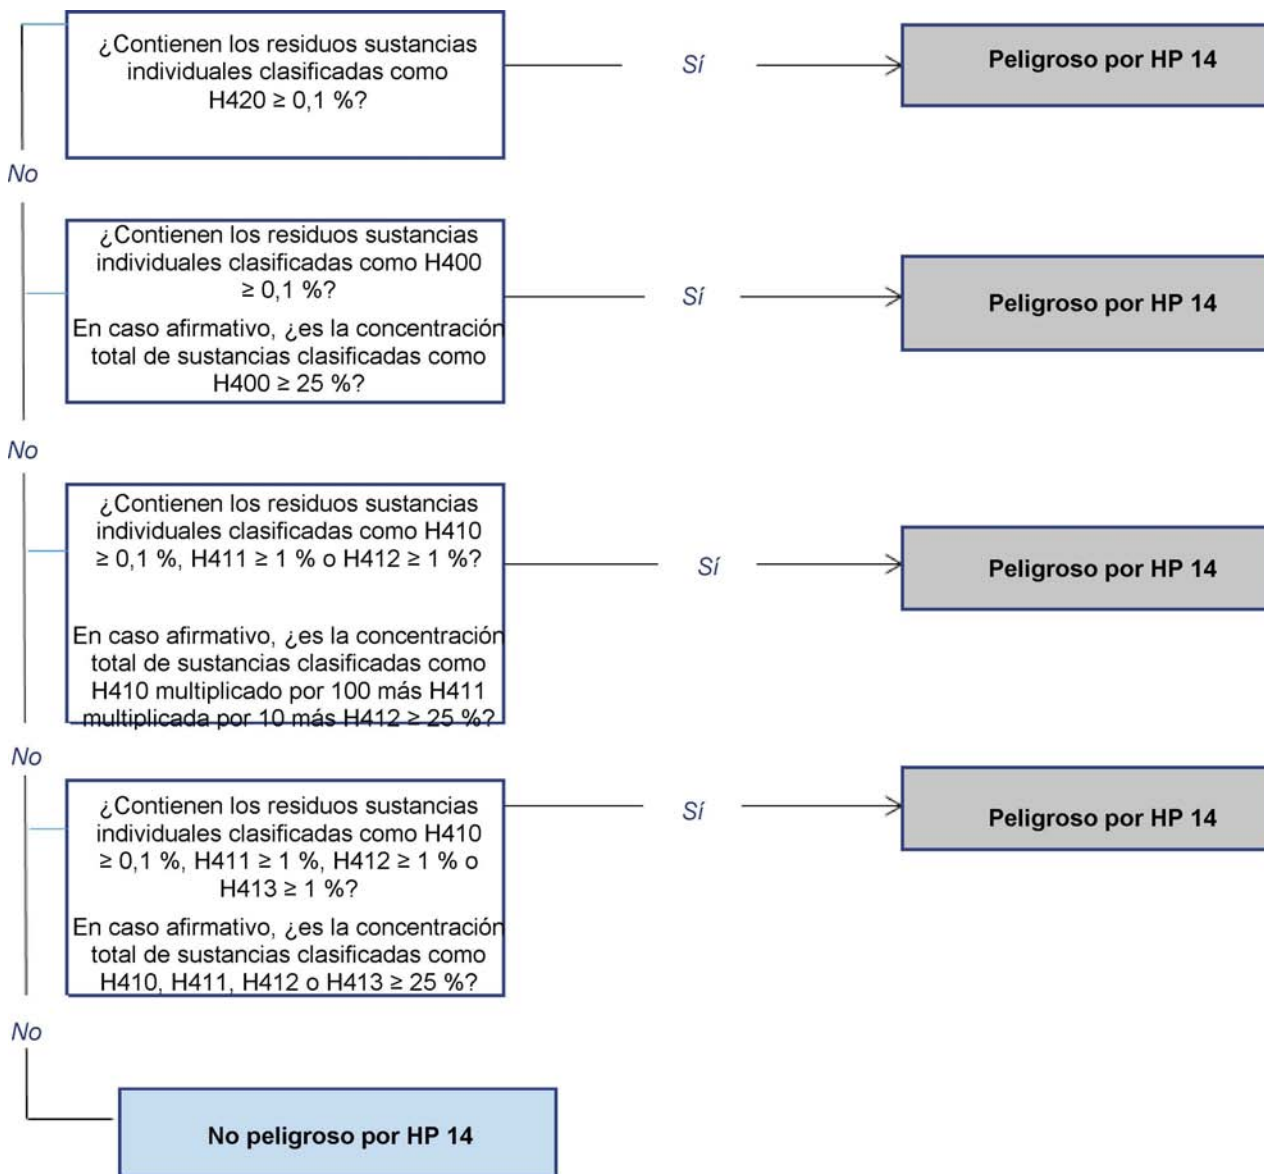 ¿Contienen los residuos sustancias
individuales clasificadas como
H420 ≥ 0,1 %?
Sí
Peligroso por HP 14
No
¿Contienen los residuos sustancias
individuales clasificadas como H400
≥ 0,1 %?
En caso afirmativo, ¿es la concentración
total de sustancias clasificadas como
H400 ≥ 25 %?
Sí
Peligroso por HP 14
No
¿Contienen los residuos sustancias
individuales clasificadas como H410
≥ 0,1 %, H411 ≥ 1 % o H412 ≥ 1 %?
En caso afirmativo, ¿es la concentración
total de sustancias clasificadas como
H410 multiplicado por 100 más H411
multiplicada por 10 más H412 ≥ 25 %?
Sí
Peligroso por HP 14
No
¿Contienen los residuos sustancias
individuales clasificadas como H410
≥ 0,1 %, H411 ≥ 1 %, H412 ≥ 1 % o
H413 ≥ 1 %?
En caso afirmativo, ¿es la concentración
total de sustancias clasificadas como
H410, H411, H412 o H413 ≥ 25 %?
Sí
Peligroso por HP 14
No
No peligroso por HP 14